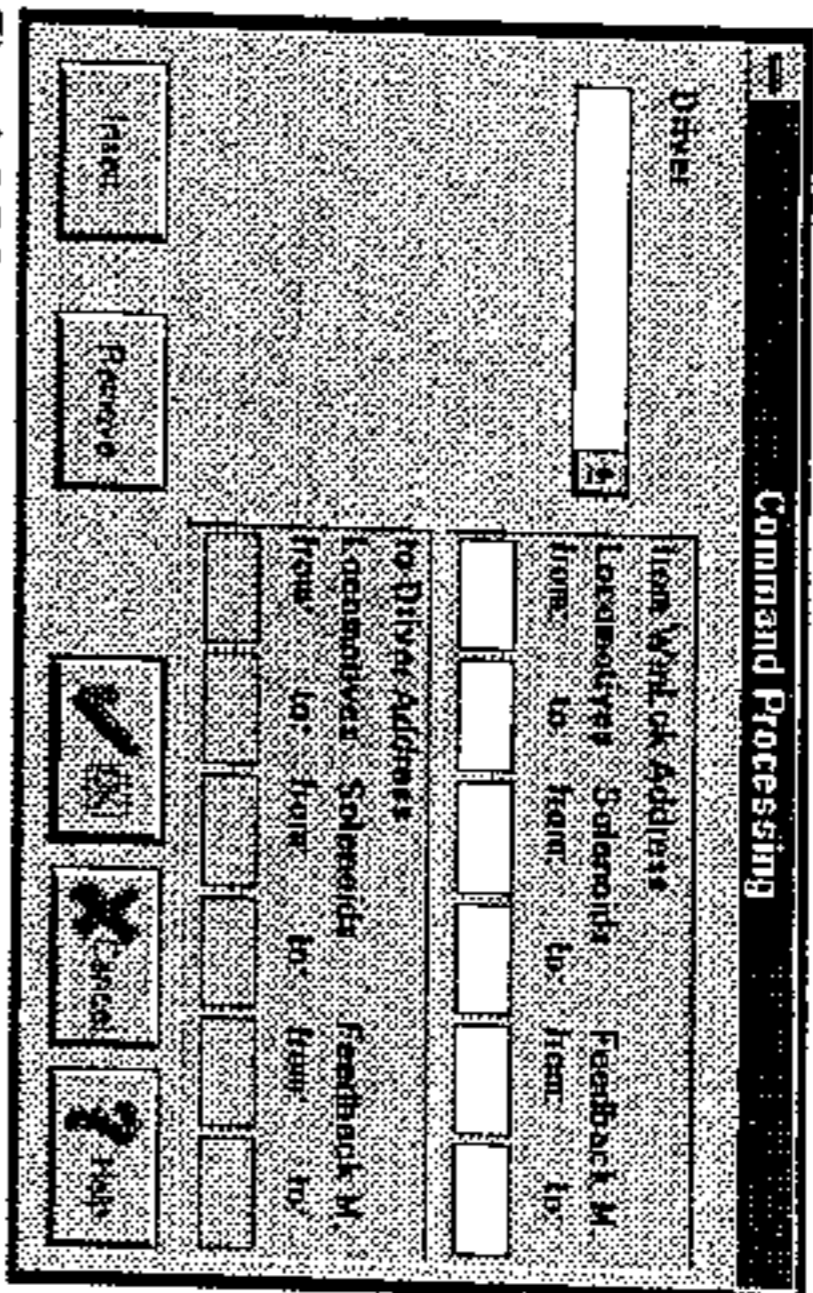 Command Processing
Driver
from WinLok Address
Locomotives Solenoids Feedback M.
from: to: from: to: from: to:
to Driver Address
Locomotives Solenoids Feedback M.
from: to: from: to: from: to:
Insert Remove OK Cancel Help